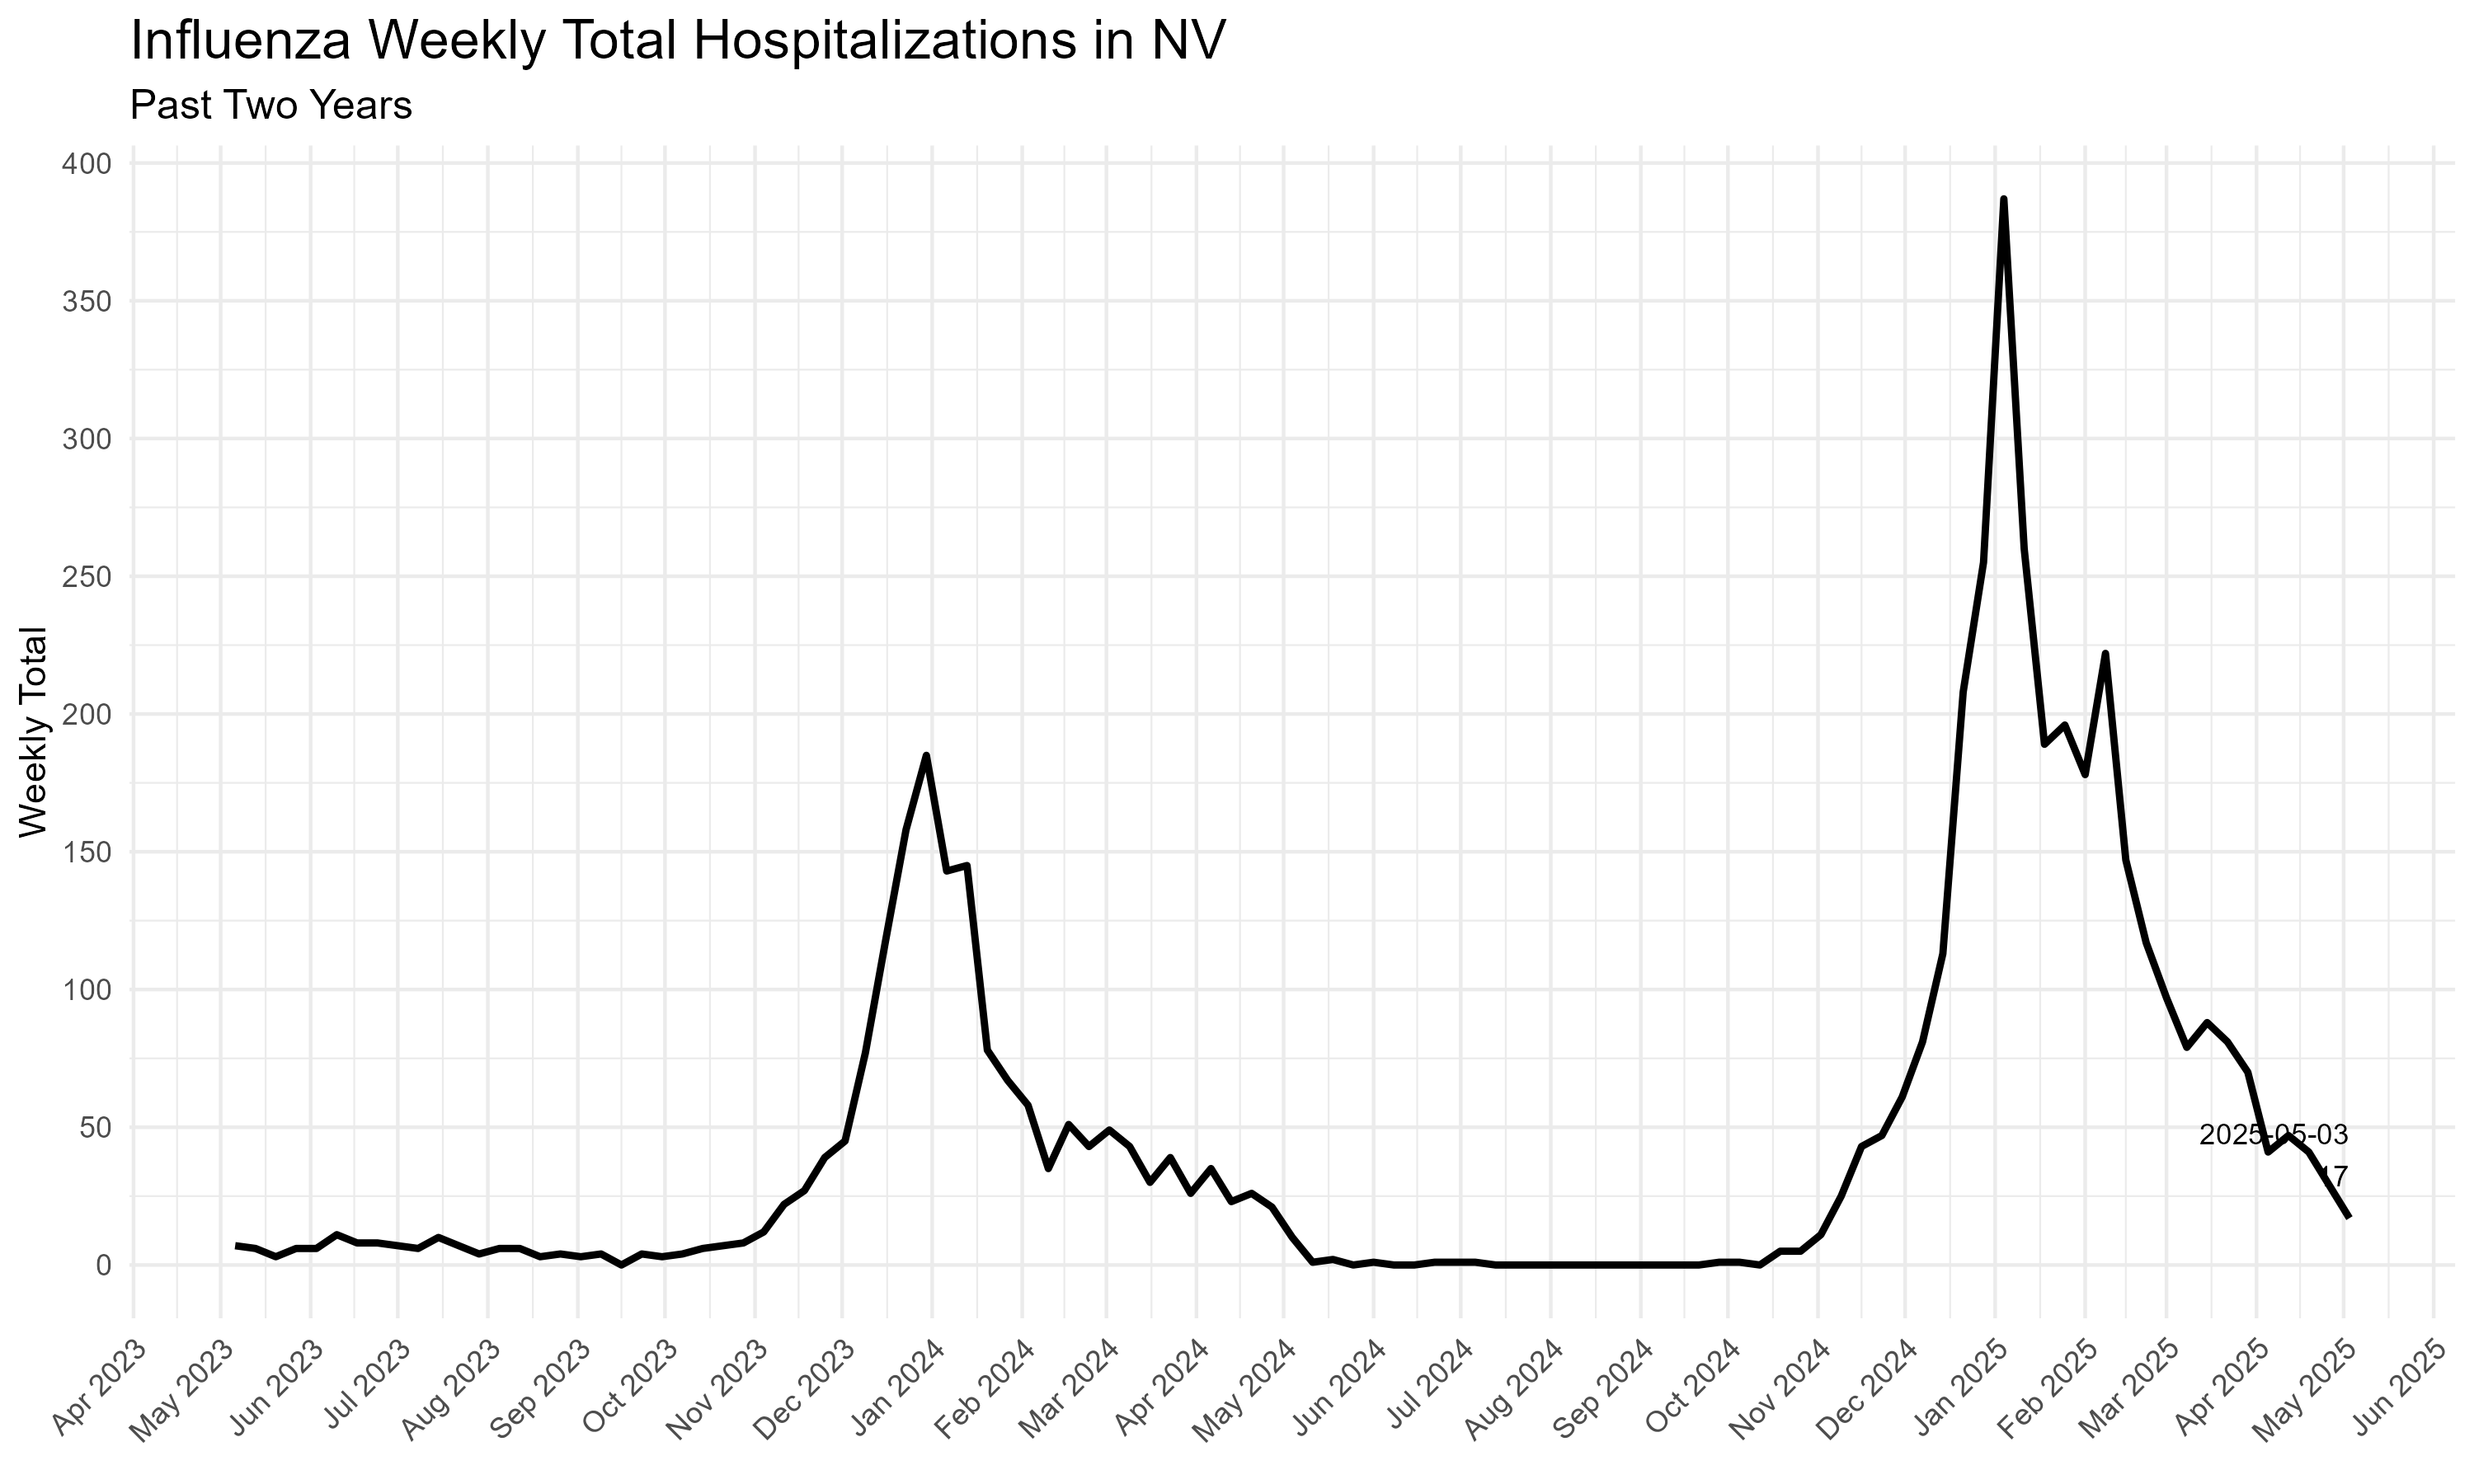 Influenza Weekly Total Hospitalizations in NV
Past Two Years
Weekly Total
400
350
300
250
200
150
100
50
0
2025-05-03
17
Apr 2023
May 2023
Jun 2023
Jul 2023
Aug 2023
Sep 2023
Oct 2023
Nov 2023
Dec 2023
Jan 2024
Feb 2024
Mar 2024
Apr 2024
May 2024
Jun 2024
Jul 2024
Aug 2024
Sep 2024
Oct 2024
Nov 2024
Dec 2024
Jan 2025
Feb 2025
Mar 2025
Apr 2025
May 2025
Jun 2025